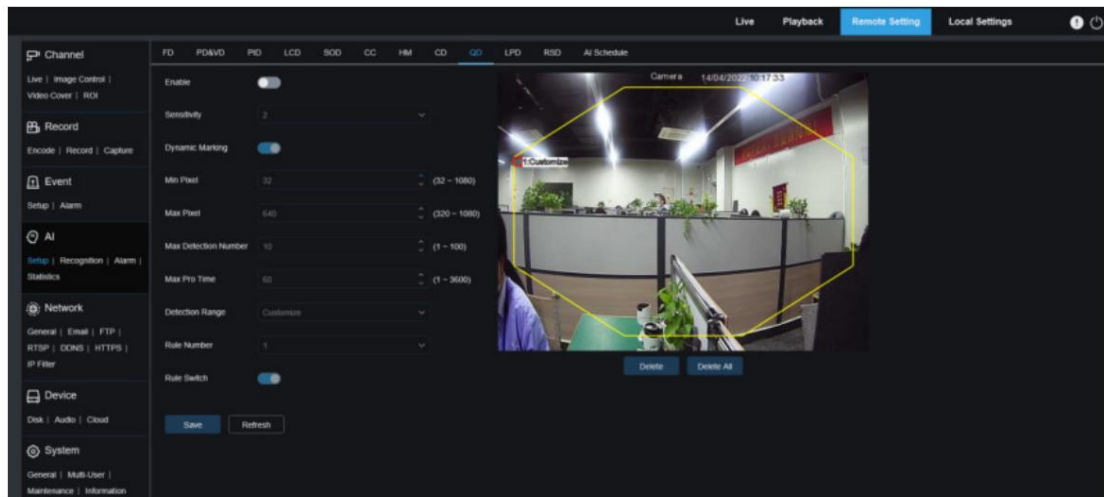 Live Playback Remote Setting Local Settings
Channel
Live | Image Control |
Video Cover | ROI
Record
Encode | Record | Capture
Event
Setup | Alarm
AI
Setup | Recognition | Alarm |
Statistics
Network
General | Email | FTP |
RTSP | DDNS | HTTPS |
IP Filter
Device
Disk | Audio | Cloud
System
General | Multi-User |
Maintenance | Information
FD PD&VD PID LCD SOD CC HM CD QD LPD RSD AI Schedule
Enable
Sensitivity 2
Dynamic Marking
Min Pixel 32 (32 ~ 1080)
Max Pixel 640 (320 ~ 1080)
Max Detection Number 10 (1 ~ 100)
Max Pro Time 60 (1 ~ 3600)
Detection Range Customize
Rule Number 1
Rule Switch
Save Refresh
Camera 14/04/2022 10:17:33
1:Customize
Delete Delete All